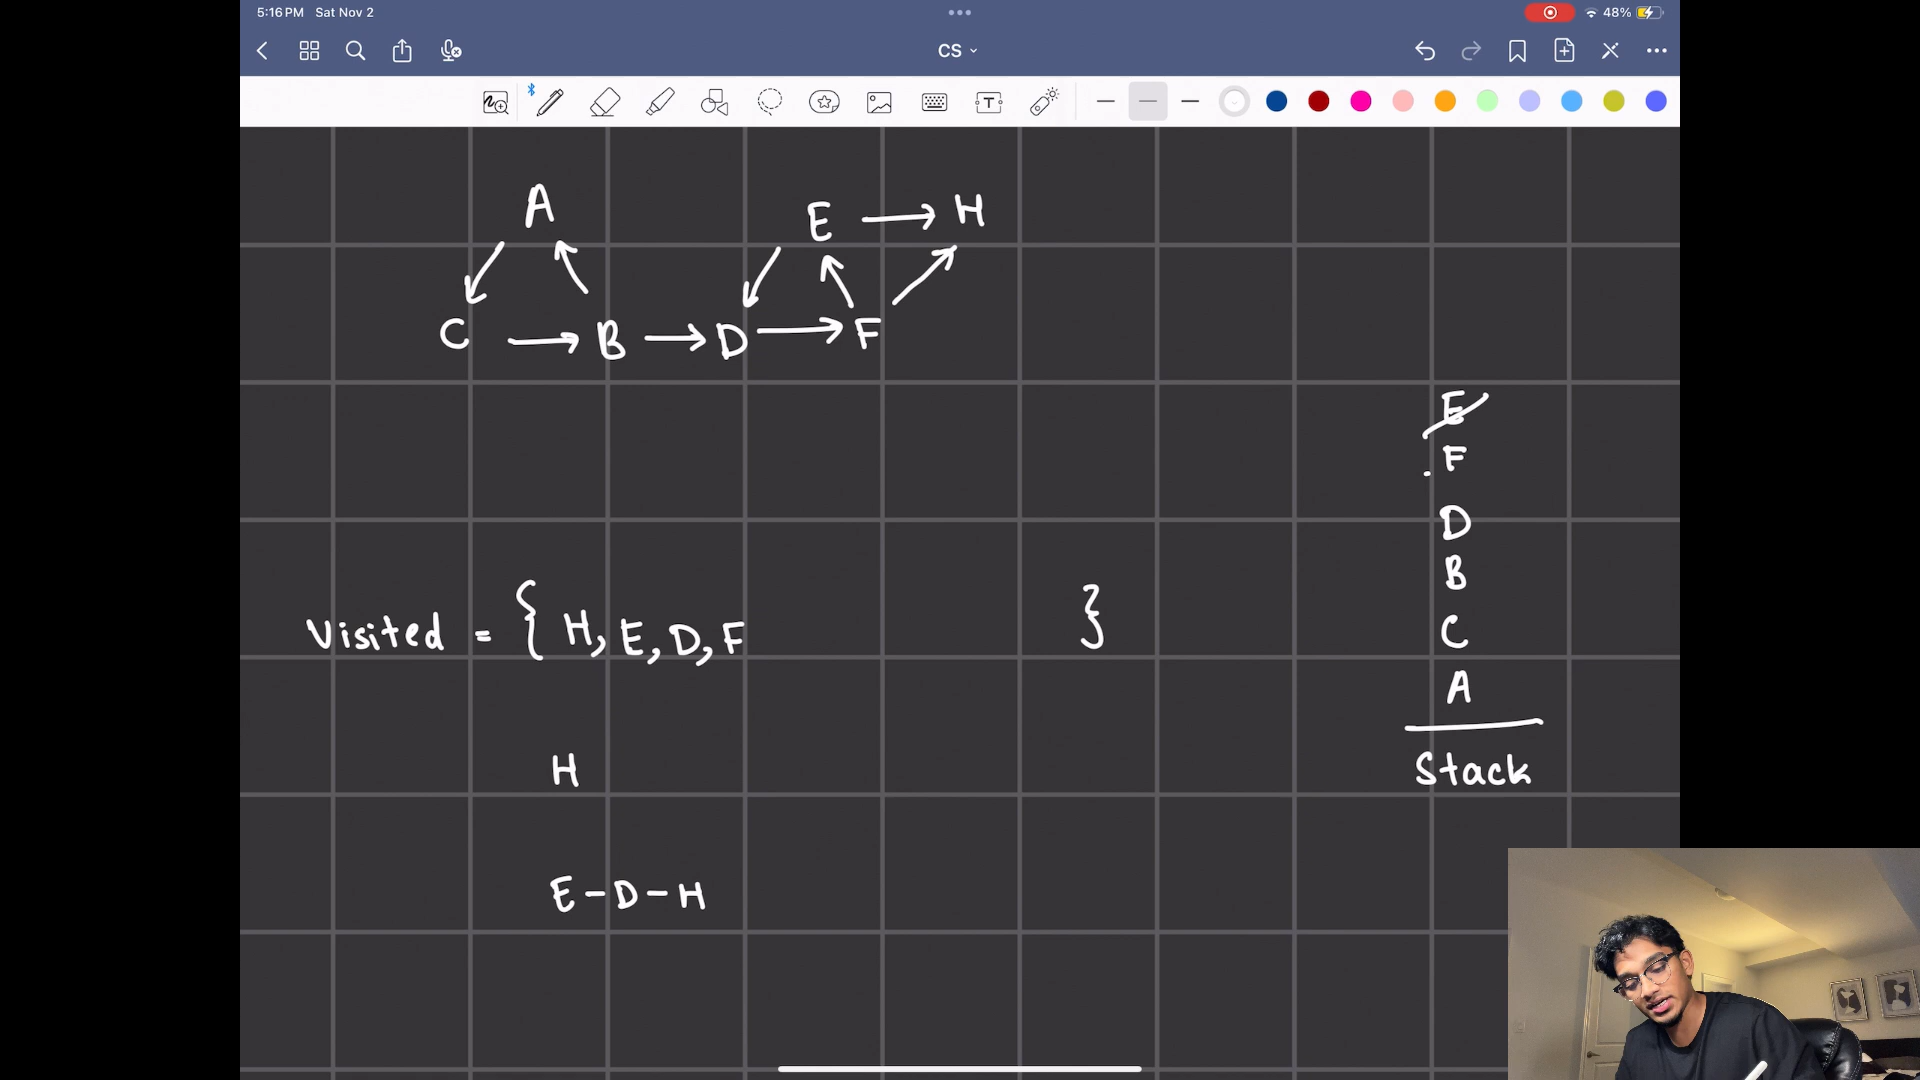 5:16 PM Sat Nov 2
48%
CS
T
A
E → H
C → B → D → F
E
F
D
B
C
A
Stack
Visited = { H, E, D, F }
H
E - D - H